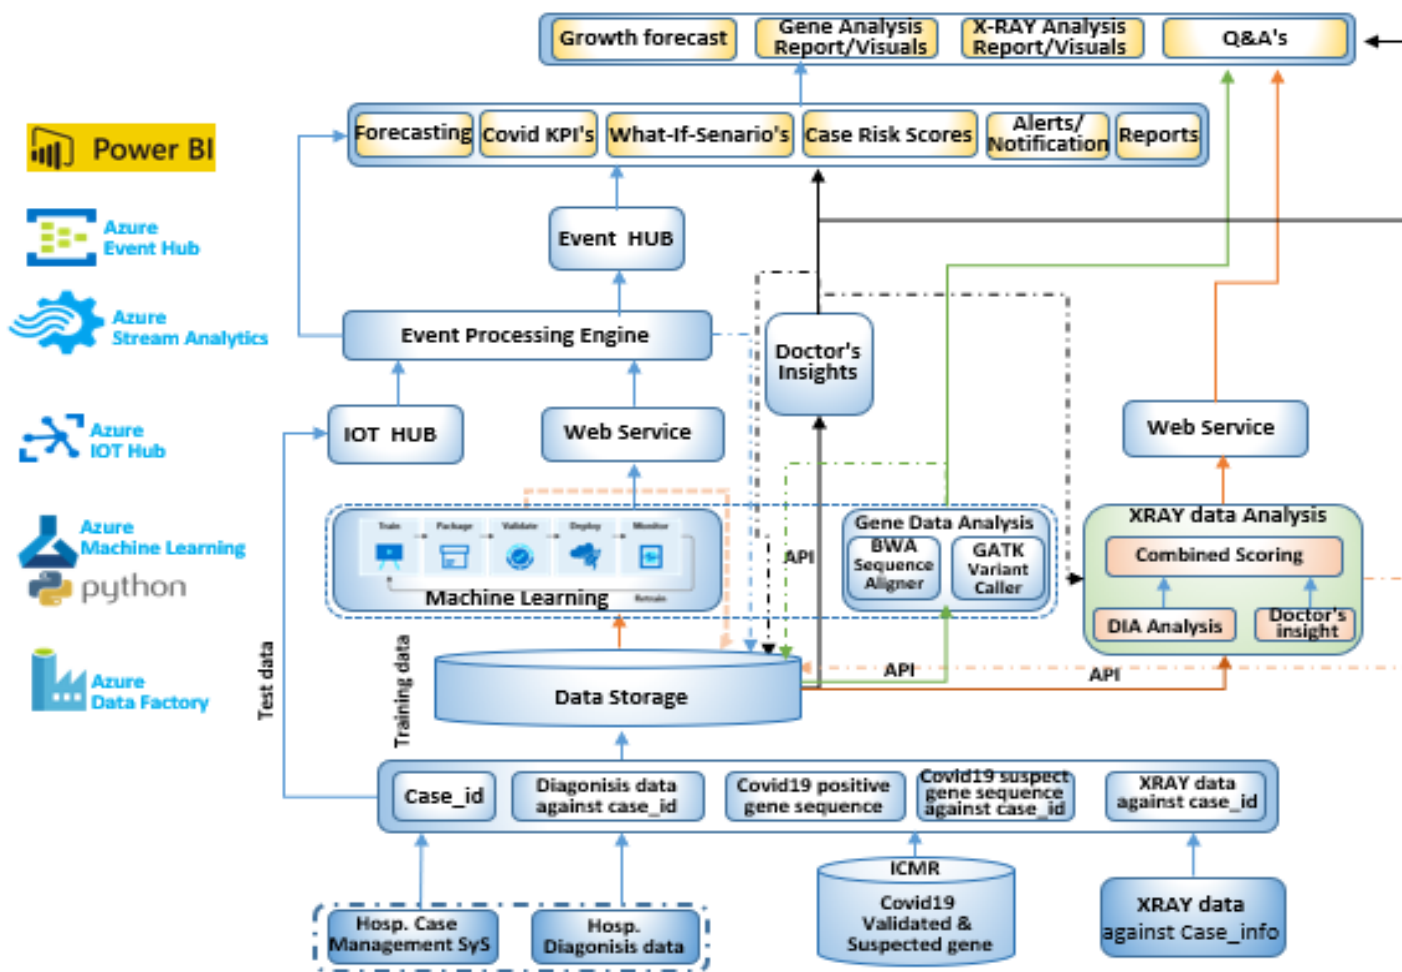 Growth forecast
Gene Analysis
Report/Visuals
X-RAY Analysis
Report/Visuals
Q&A's
Forecasting
Covid KPI's
What-If-Senario's
Case Risk Scores
Alerts/
Notification
Reports
Power BI
Azure
Event Hub
Event HUB
Azure
Stream Analytics
Event Processing Engine
Doctor's
Insights
Azure
IOT Hub
IOT HUB
Web Service
Web Service
Azure
Machine Learning
python
Train
Package
Validate
Deploy
Monitor
Retrain
Machine Learning
API
Gene Data Analysis
BWA
Sequence
Aligner
GATK
Variant
Caller
XRAY data Analysis
Combined Scoring
DIA Analysis
Doctor's
insight
Test data
Training data
Azure
Data Factory
Data Storage
API
API
Case_id
Diagonisis data
against case_id
Covid19 positive
gene sequence
Covid19 suspect
gene sequence
against case_id
XRAY data
against case_id
Hosp. Case
Management SyS
Hosp.
Diagonisis data
ICMR
Covid19
Validated &
Suspected gene
XRAY data
against Case_info